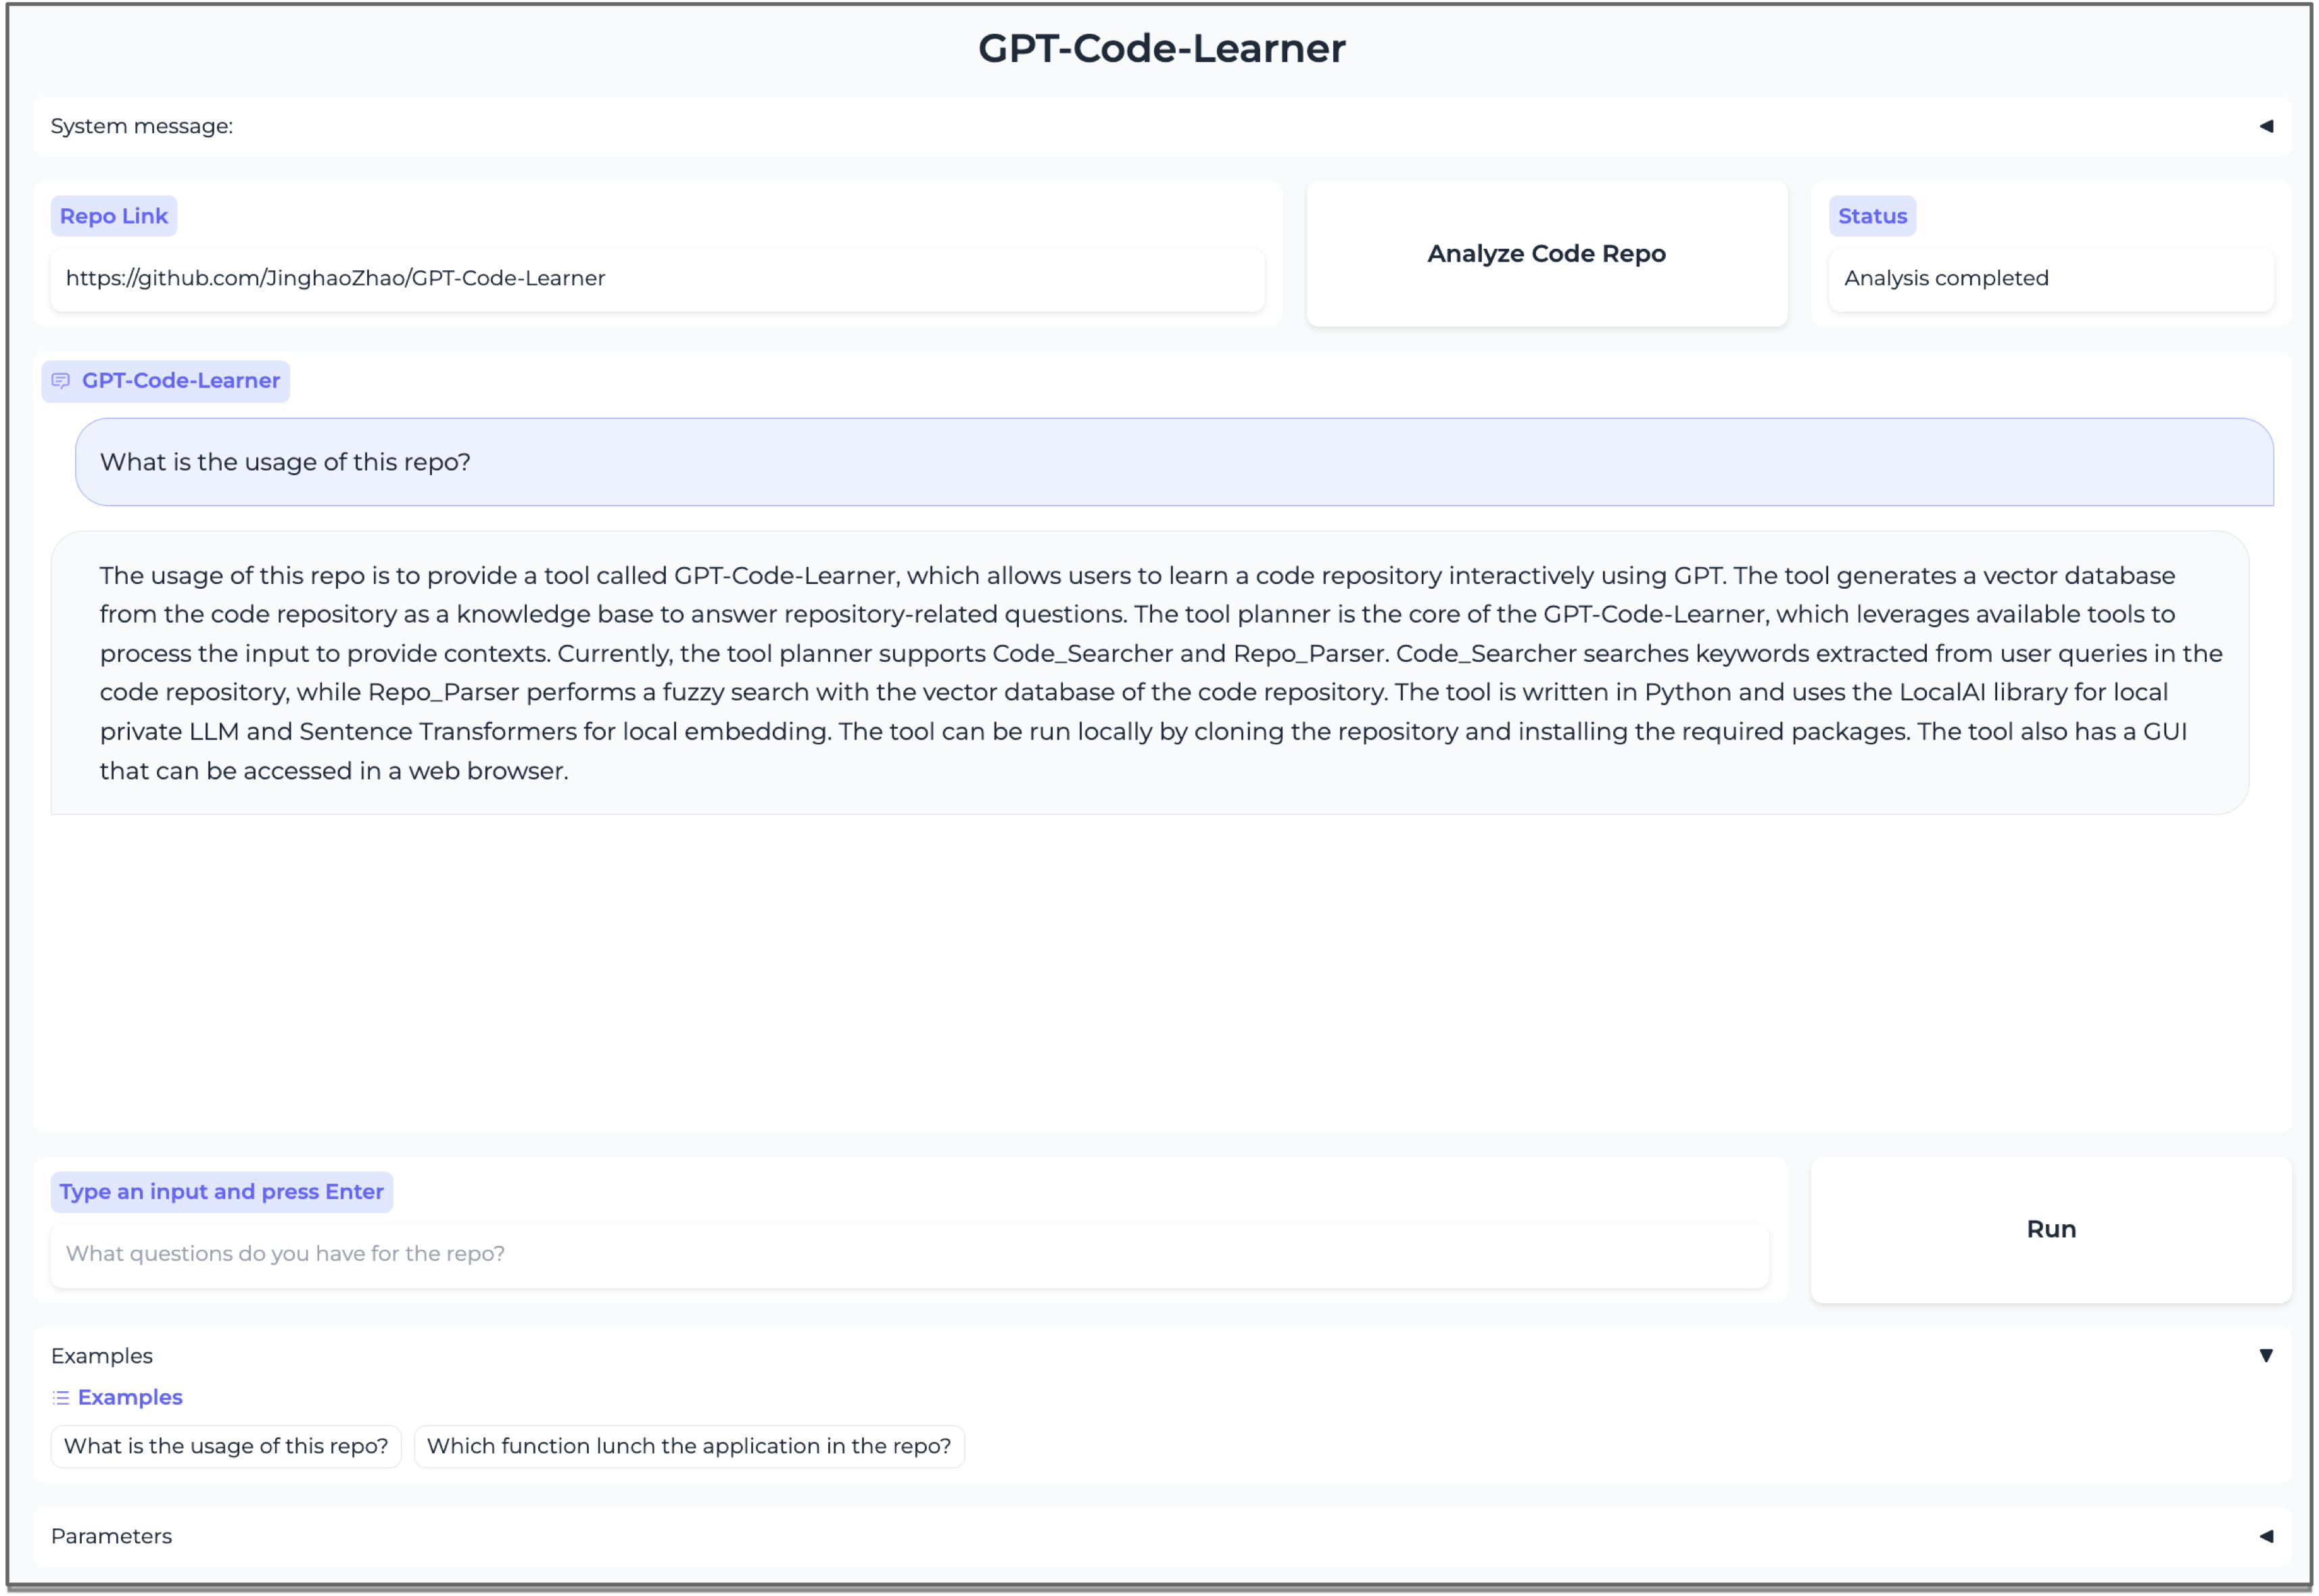 GPT-Code-Learner
System message:
Repo Link
https://github.com/JinghaoZhao/GPT-Code-Learner
Analyze Code Repo
Status
Analysis completed
GPT-Code-Learner
What is the usage of this repo?
The usage of this repo is to provide a tool called GPT-Code-Learner, which allows users to learn a code repository interactively using GPT. The tool generates a vector database
from the code repository as a knowledge base to answer repository-related questions. The tool planner is the core of the GPT-Code-Learner, which leverages available tools to
process the input to provide contexts. Currently, the tool planner supports Code_Searcher and Repo_Parser. Code_Searcher searches keywords extracted from user queries in the
code repository, while Repo_Parser performs a fuzzy search with the vector database of the code repository. The tool is written in Python and uses the LocalAI library for local
private LLM and Sentence Transformers for local embedding. The tool can be run locally by cloning the repository and installing the required packages. The tool also has a GUI
that can be accessed in a web browser.
Type an input and press Enter
What questions do you have for the repo?
Run
Examples
Examples
What is the usage of this repo?
Which function lunch the application in the repo?
Parameters